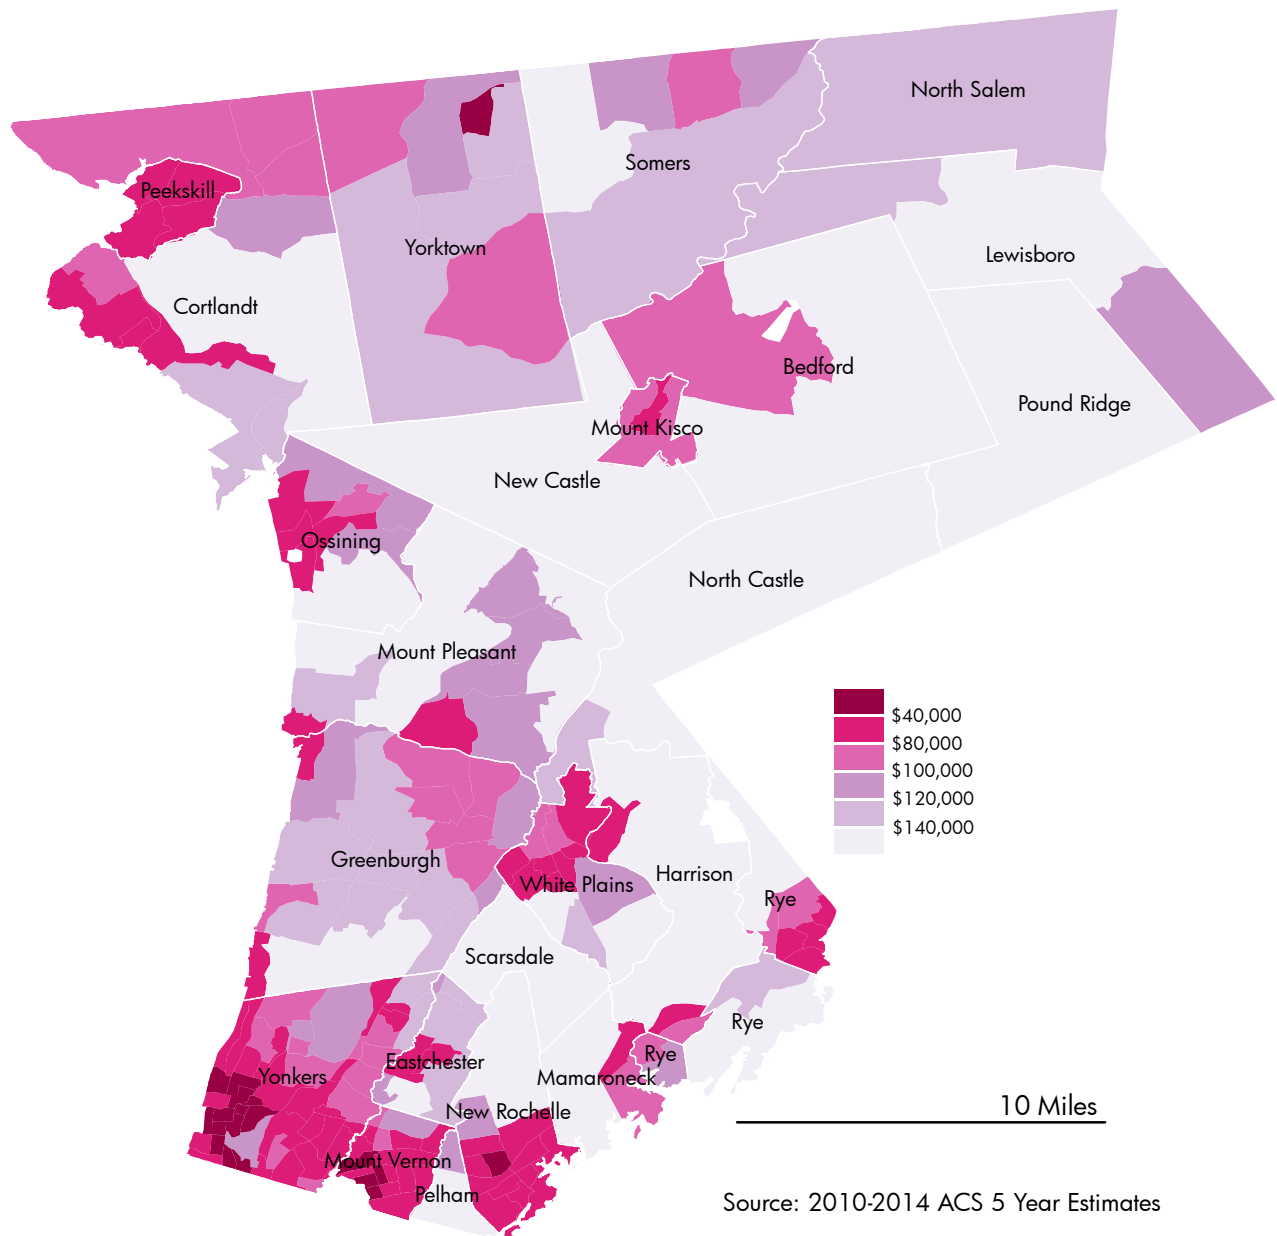 North Salem
Somers
Peekskill
Yorktown
Lewisboro
Cortlandt
Bedford
Pound Ridge
Mount Kisco
New Castle
Ossining
North Castle
Mount Pleasant
$40,000
$80,000
$100,000
$120,000
$140,000
Greenburgh
Harrison
White Plains
Rye
Scarsdale
Rye
Rye
Eastchester
Yonkers
Mamaroneck
New Rochelle
10 Miles
Mount Vernon
Pelham
Source: 2010-2014 ACS 5 Year Estimates